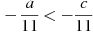 − a/11 < − c/11